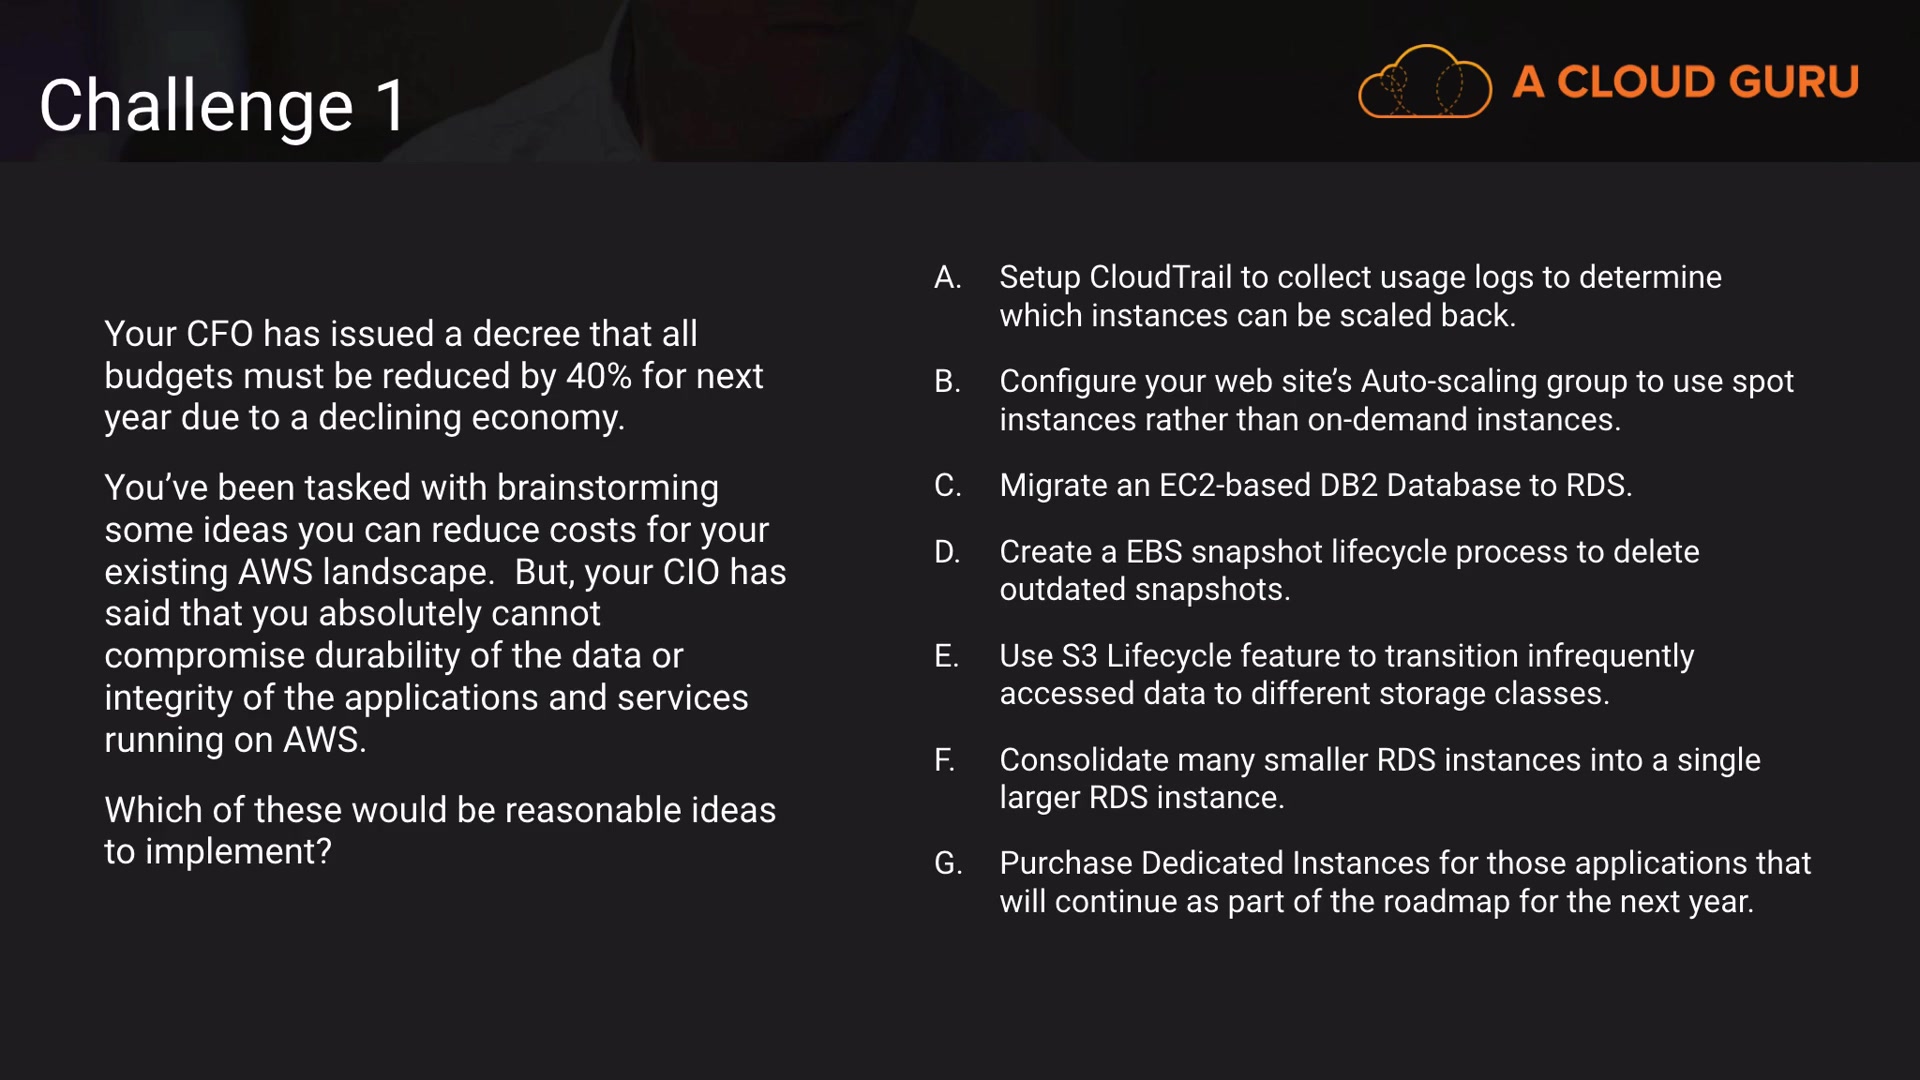 Challenge 1
A CLOUD GURU
Your CFO has issued a decree that all
budgets must be reduced by 40% for next
year due to a declining economy.
You’ve been tasked with brainstorming
some ideas you can reduce costs for your
existing AWS landscape.  But, your CIO has
said that you absolutely cannot
compromise durability of the data or
integrity of the applications and services
running on AWS.
Which of these would be reasonable ideas
to implement?
A. Setup CloudTrail to collect usage logs to determine
which instances can be scaled back.
B. Configure your web site’s Auto-scaling group to use spot
instances rather than on-demand instances.
C. Migrate an EC2-based DB2 Database to RDS.
D. Create a EBS snapshot lifecycle process to delete
outdated snapshots.
E. Use S3 Lifecycle feature to transition infrequently
accessed data to different storage classes.
F. Consolidate many smaller RDS instances into a single
larger RDS instance.
G. Purchase Dedicated Instances for those applications that
will continue as part of the roadmap for the next year.